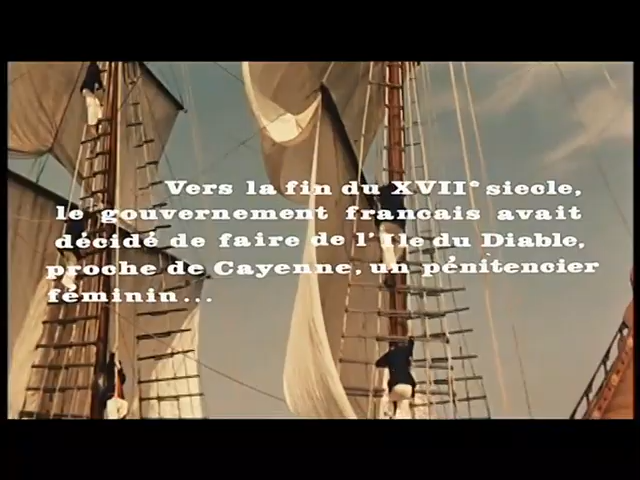 Vers la fin du XVIIe siecle,
le gouvernement francais avait
décidé de faire de l'Ile du Diable,
proche de Cayenne, un pénitencier
féminin...